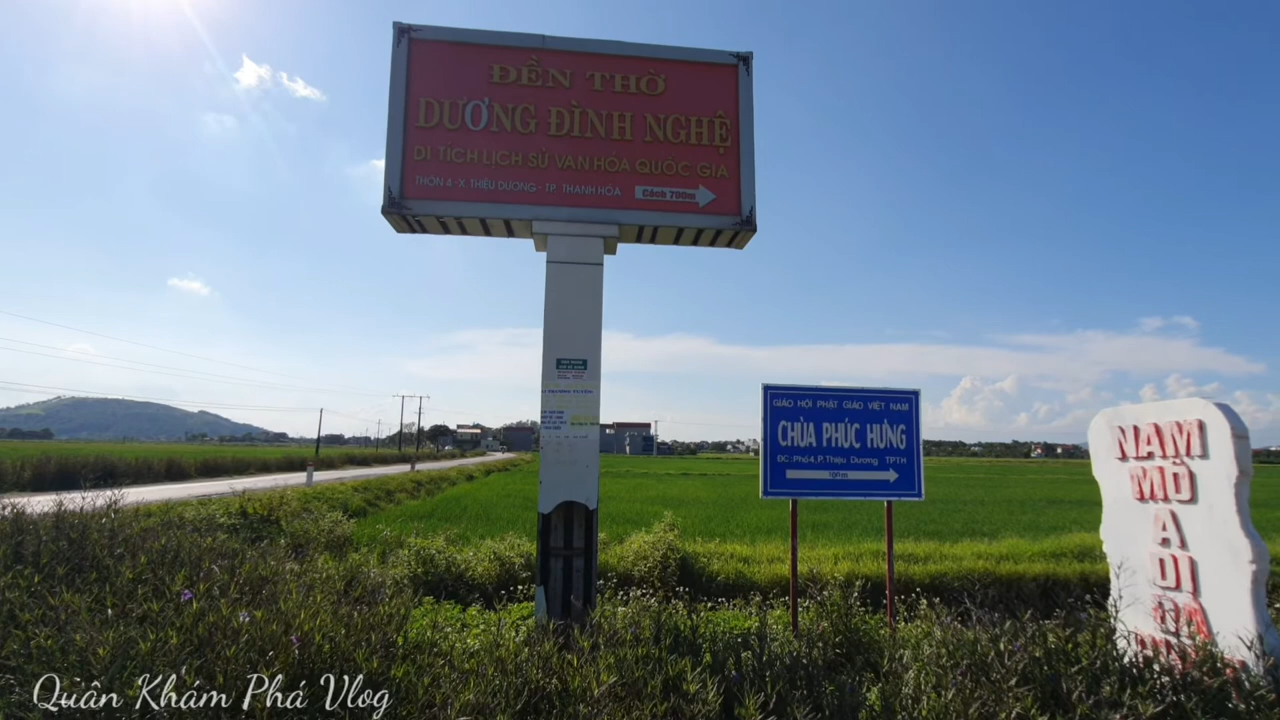 ĐỀN THỜ
DƯƠNG ĐÌNH NGHỆ
DI TÍCH LỊCH SỬ VĂN HÓA QUỐC GIA
THÔN 4 - X. THIỆU DƯƠNG - TP. THANH HÓA
Cách 700m
GIÁO HỘI PHẬT GIÁO VIỆT NAM
CHÙA PHÚC HƯNG
ĐC: Phố 4, P. Thiệu Dương TPTH
100m
NAM
MÔ
A
DI
Quân Khám Phá Vlog